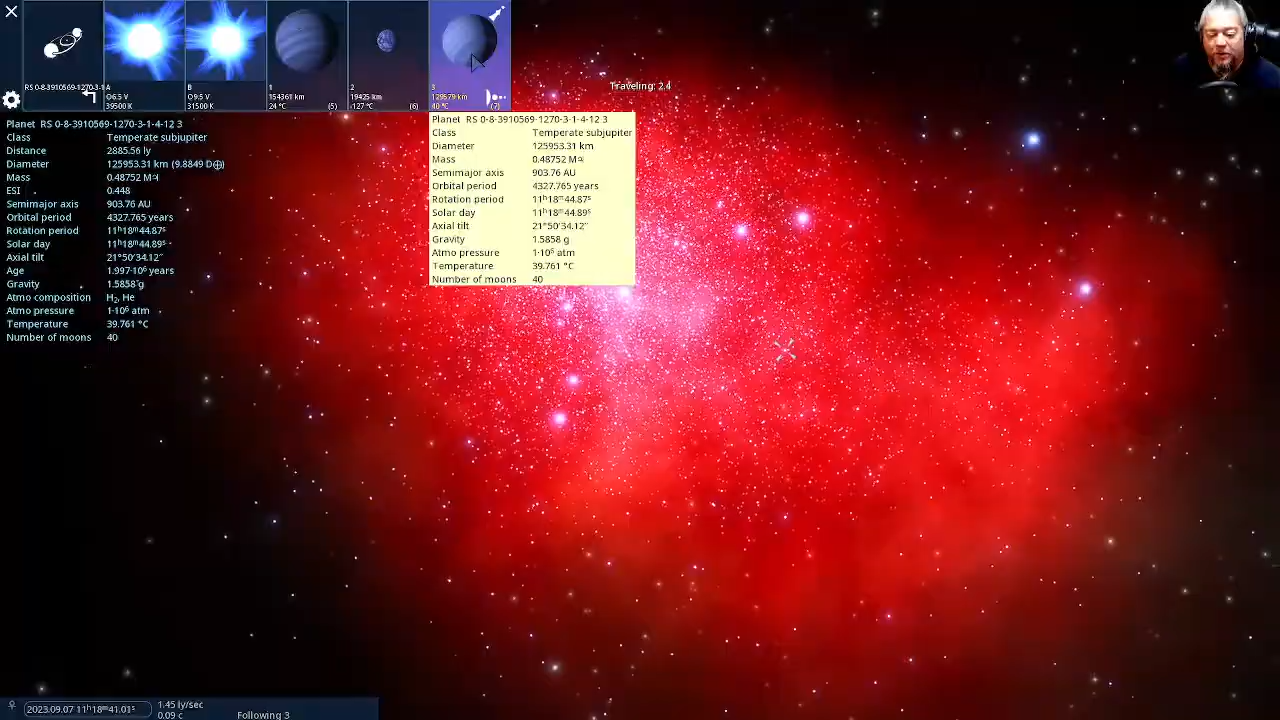 RS 0-8-3910569-1270-3-1
A
O6.5 V
39500 K
B
O9.5 V
31500 K
1
154361 km
24 °C
(5)
2
19425 km
-127 °C
(6)
3
129579 km
40 °C
(7)
Traveling: 2.4
Planet RS 0-8-3910569-1270-3-1-4-12 3
Class Temperate subjupiter
Distance 2885.56 ly
Diameter 125953.31 km (9.8849 D⊕)
Mass 0.48752 M♃
ESI 0.448
Semimajor axis 903.76 AU
Orbital period 4327.765 years
Rotation period 11ʰ18ᵐ44.87ˢ
Solar day 11ʰ18ᵐ44.89ˢ
Axial tilt 21°50′34.12″
Age 1.997·10⁶ years
Gravity 1.5858 g
Atmo composition H₂, He
Atmo pressure 1·10⁶ atm
Temperature 39.761 °C
Number of moons 40
Planet RS 0-8-3910569-1270-3-1-4-12 3
Class Temperate subjupiter
Diameter 125953.31 km
Mass 0.48752 M♃
Semimajor axis 903.76 AU
Orbital period 4327.765 years
Rotation period 11ʰ18ᵐ44.87ˢ
Solar day 11ʰ18ᵐ44.89ˢ
Axial tilt 21°50′34.12″
Gravity 1.5858 g
Atmo pressure 1·10⁶ atm
Temperature 39.761 °C
Number of moons 40
2023.09.07 11ʰ18ᵐ41.01ˢ
1.45 ly/sec
0.09 c
Following 3